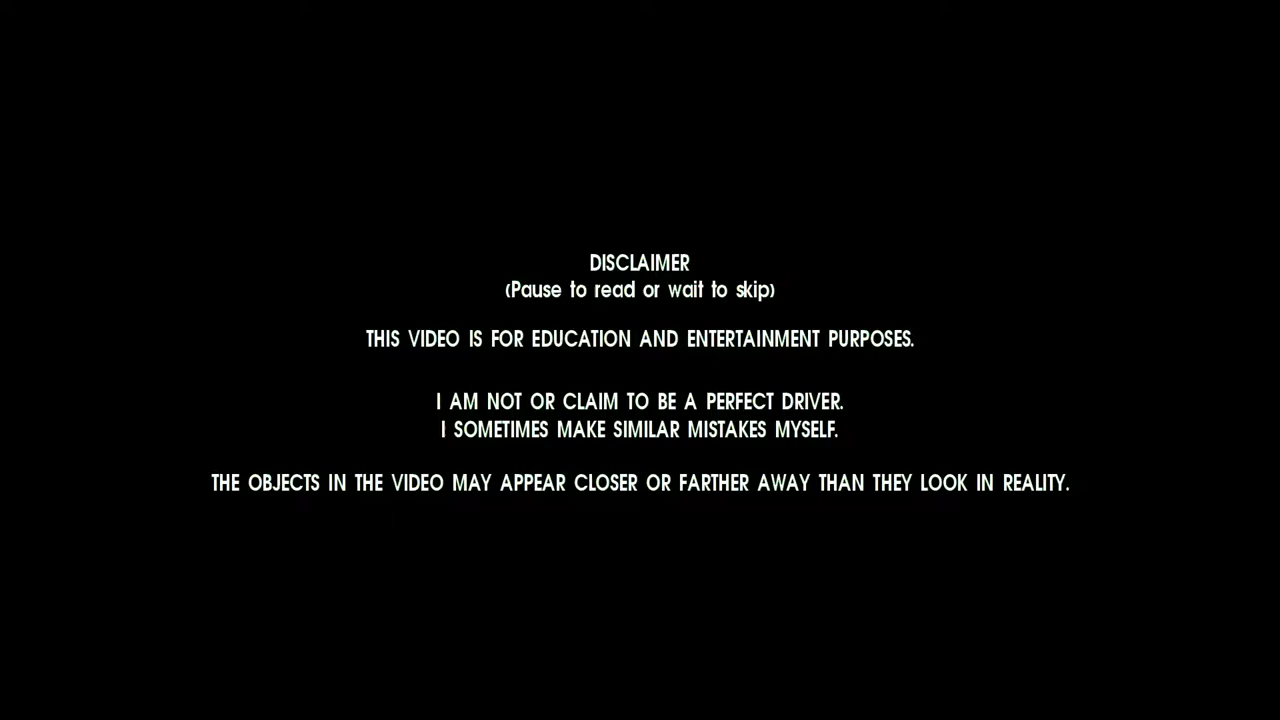 DISCLAIMER
(Pause to read or wait to skip)
THIS VIDEO IS FOR EDUCATION AND ENTERTAINMENT PURPOSES.
I AM NOT OR CLAIM TO BE A PERFECT DRIVER.
I SOMETIMES MAKE SIMILAR MISTAKES MYSELF.
THE OBJECTS IN THE VIDEO MAY APPEAR CLOSER OR FARTHER AWAY THAN THEY LOOK IN REALITY.